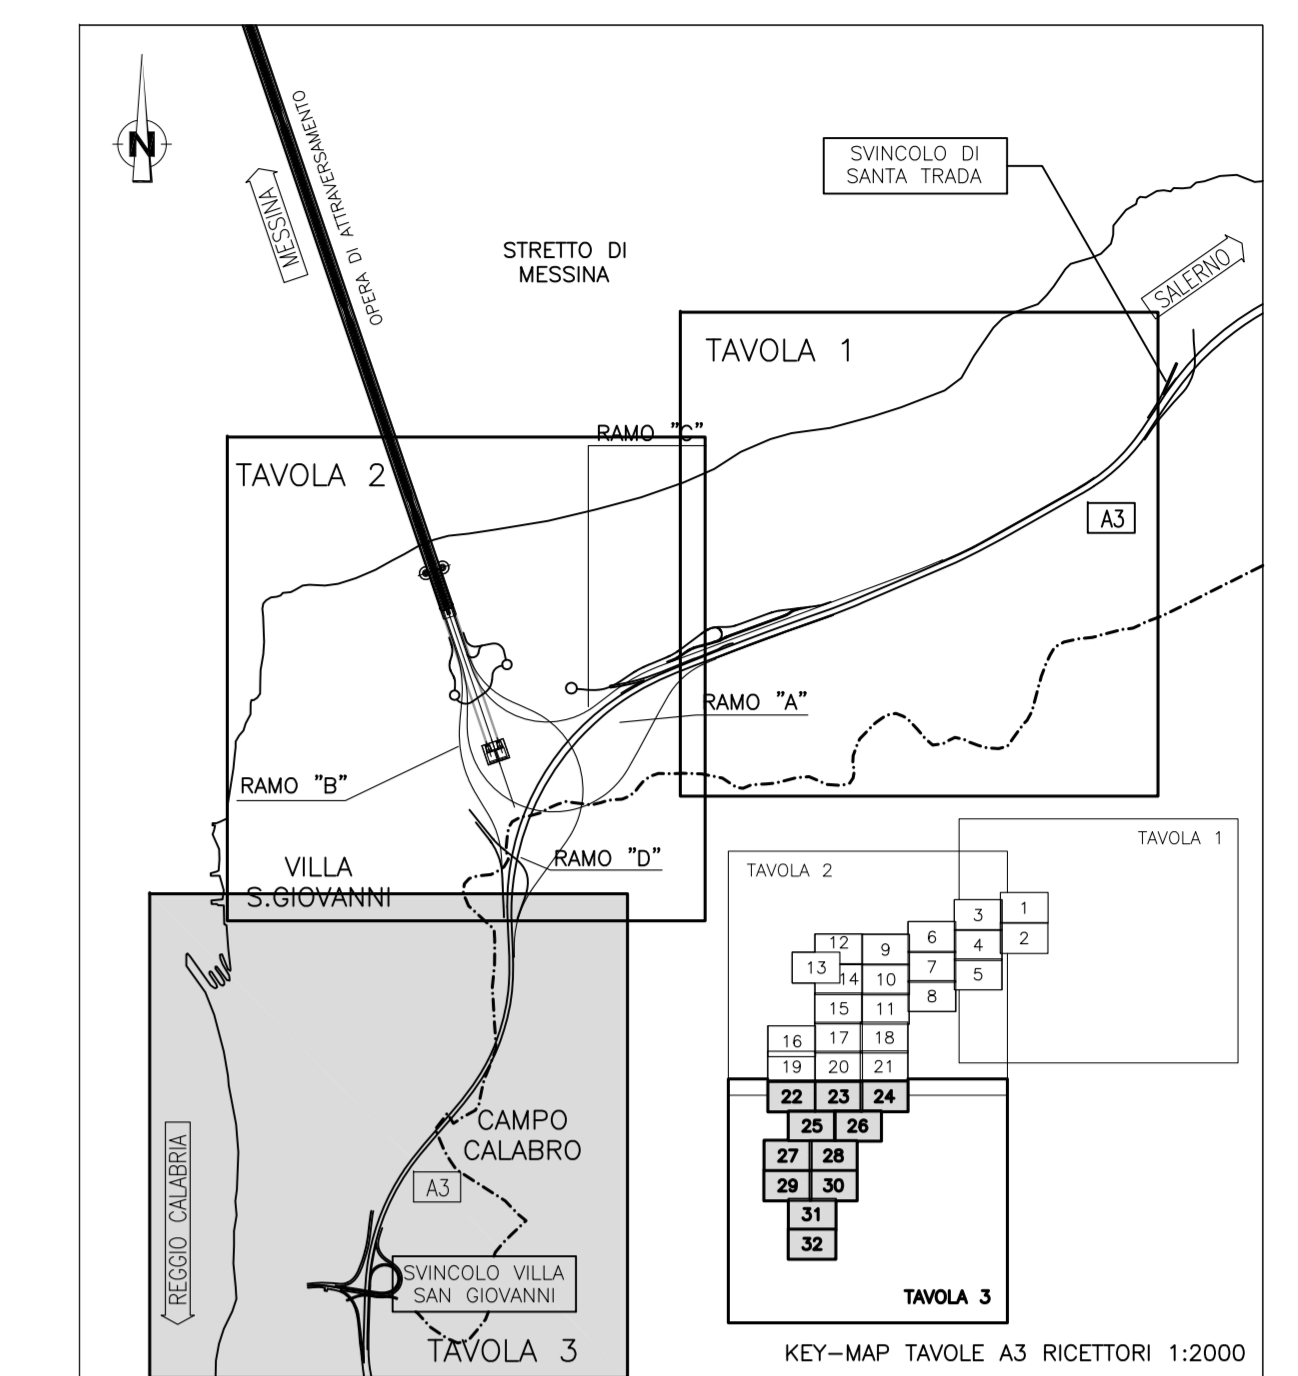 N
OPERA DI ATTRAVERSAMENTO
MESSINA
STRETTO DI
MESSINA
SVINCOLO DI
SANTA TRADA
SALERNO
TAVOLA 1
RAMO "C"
TAVOLA 2
A3
RAMO "A"
RAMO "B"
RAMO "D"
VILLA
S.GIOVANNI
CAMPO
CALABRO
A3
REGGIO CALABRIA
SVINCOLO VILLA
SAN GIOVANNI
TAVOLA 3
TAVOLA 1
TAVOLA 2
3 1
6 4 2
12 9
13 7 5
14 10
8
15 11
16 17 18
19 20 21
22 23 24
25 26
27 28
29 30
31
32
TAVOLA 3
KEY-MAP TAVOLE A3 RICETTORI 1:2000